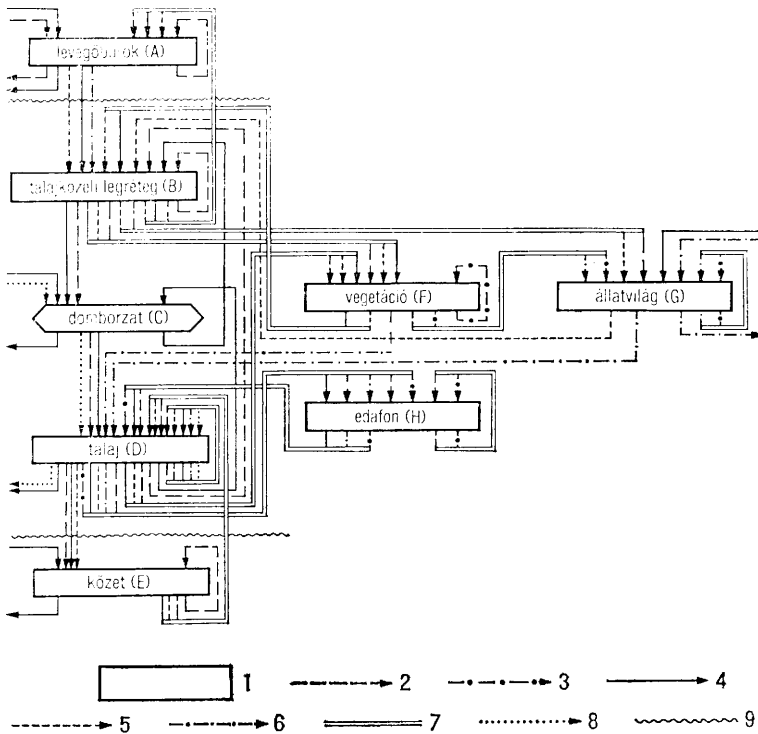 levegőburok (A)
talajközeli légréteg (B)
domborzat (C)
vegetáció (F)
állatvilág (G)
edafon (H)
talaj (D)
kőzet (E)
1 2 3 4
5 6 7 8 9